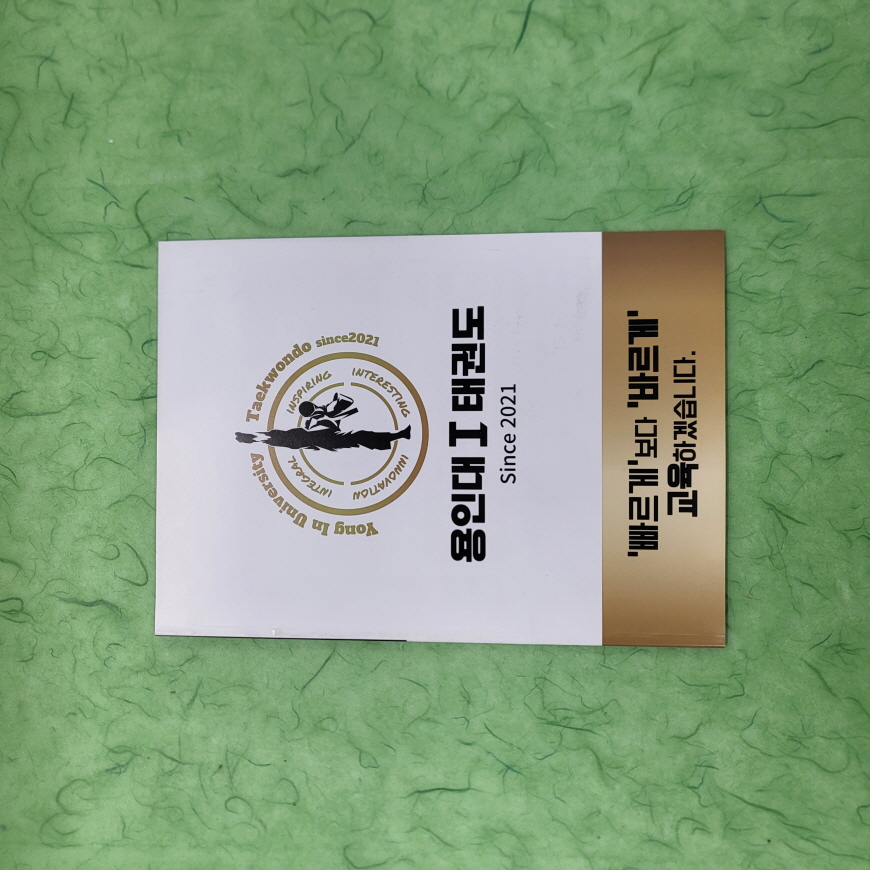 Yong In University Taekwondo since2021
INSPIRING INTERESTING
INTEGRAL INNOVATION
용인대 I 태권도
Since 2021
'빠르게'보다 '바르게'
교육하겠습니다.